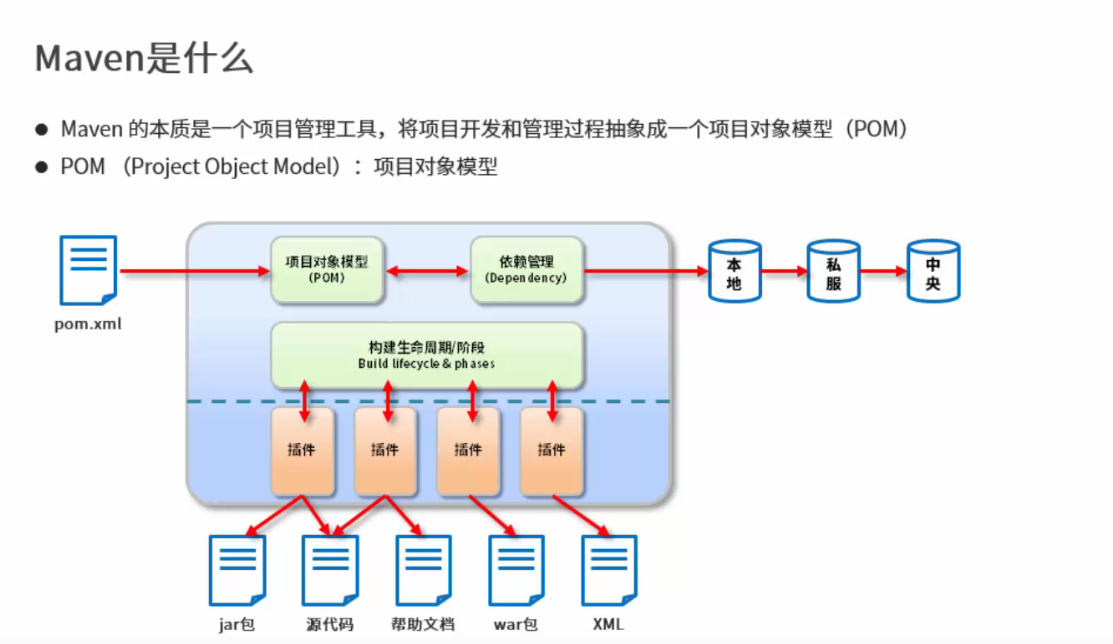 Maven是什么
● Maven 的本质是一个项目管理工具，将项目开发和管理过程抽象成一个项目对象模型（POM）
● POM （Project Object Model）：项目对象模型
pom.xml
项目对象模型
(POM)
依赖管理
(Dependency)
本
地
私
服
中
央
构建生命周期/阶段
Build lifecycle & phases
插件
插件
插件
插件
jar包
源代码
帮助文档
war包
XML